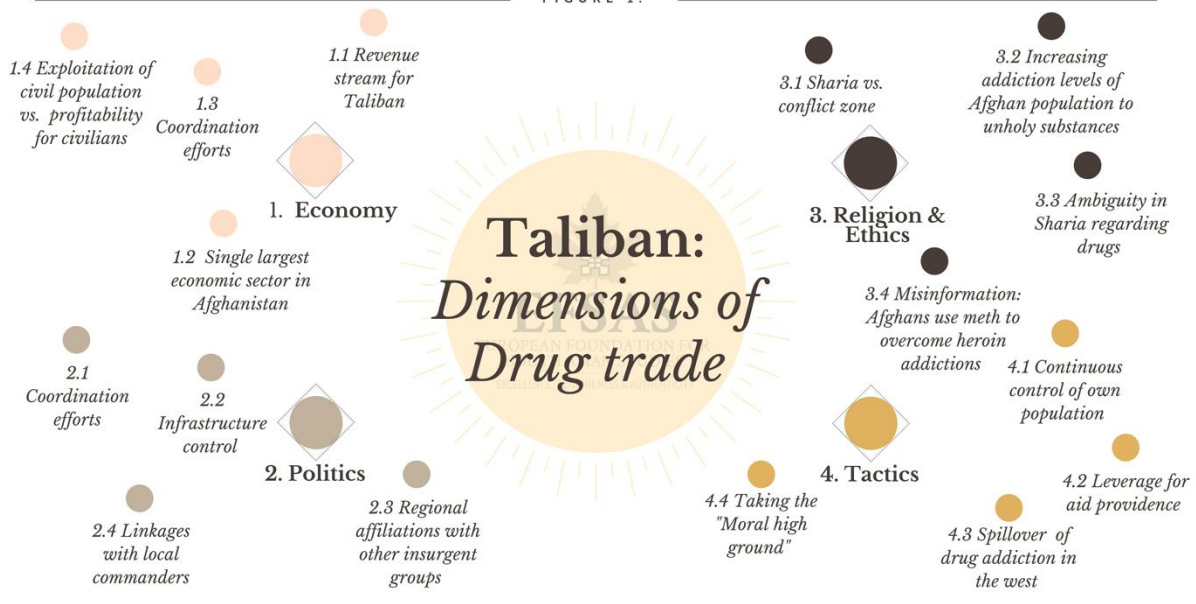 FIGURE 1.
1.4 Exploitation of
civil population
vs. profitability
for civilians
1.3
Coordination
efforts
1.1 Revenue
stream for
Taliban
1. Economy
1.2 Single largest
economic sector in
Afghanistan
2.1
Coordination
efforts
2.2
Infrastructure
control
2. Politics
2.4 Linkages
with local
commanders
2.3 Regional
affiliations with
other insurgent
groups
Taliban:
Dimensions of
Drug trade
EFSAS
EUROPEAN FOUNDATION FOR
3.1 Sharia vs.
conflict zone
3.2 Increasing
addiction levels of
Afghan population to
unholy substances
3. Religion &
Ethics
3.3 Ambiguity in
Sharia regarding
drugs
3.4 Misinformation:
Afghans use meth to
overcome heroin
addictions
4.1 Continuous
control of own
population
4. Tactics
4.2 Leverage for
aid providence
4.4 Taking the
"Moral high
ground"
4.3 Spillover of
drug addiction in
the west